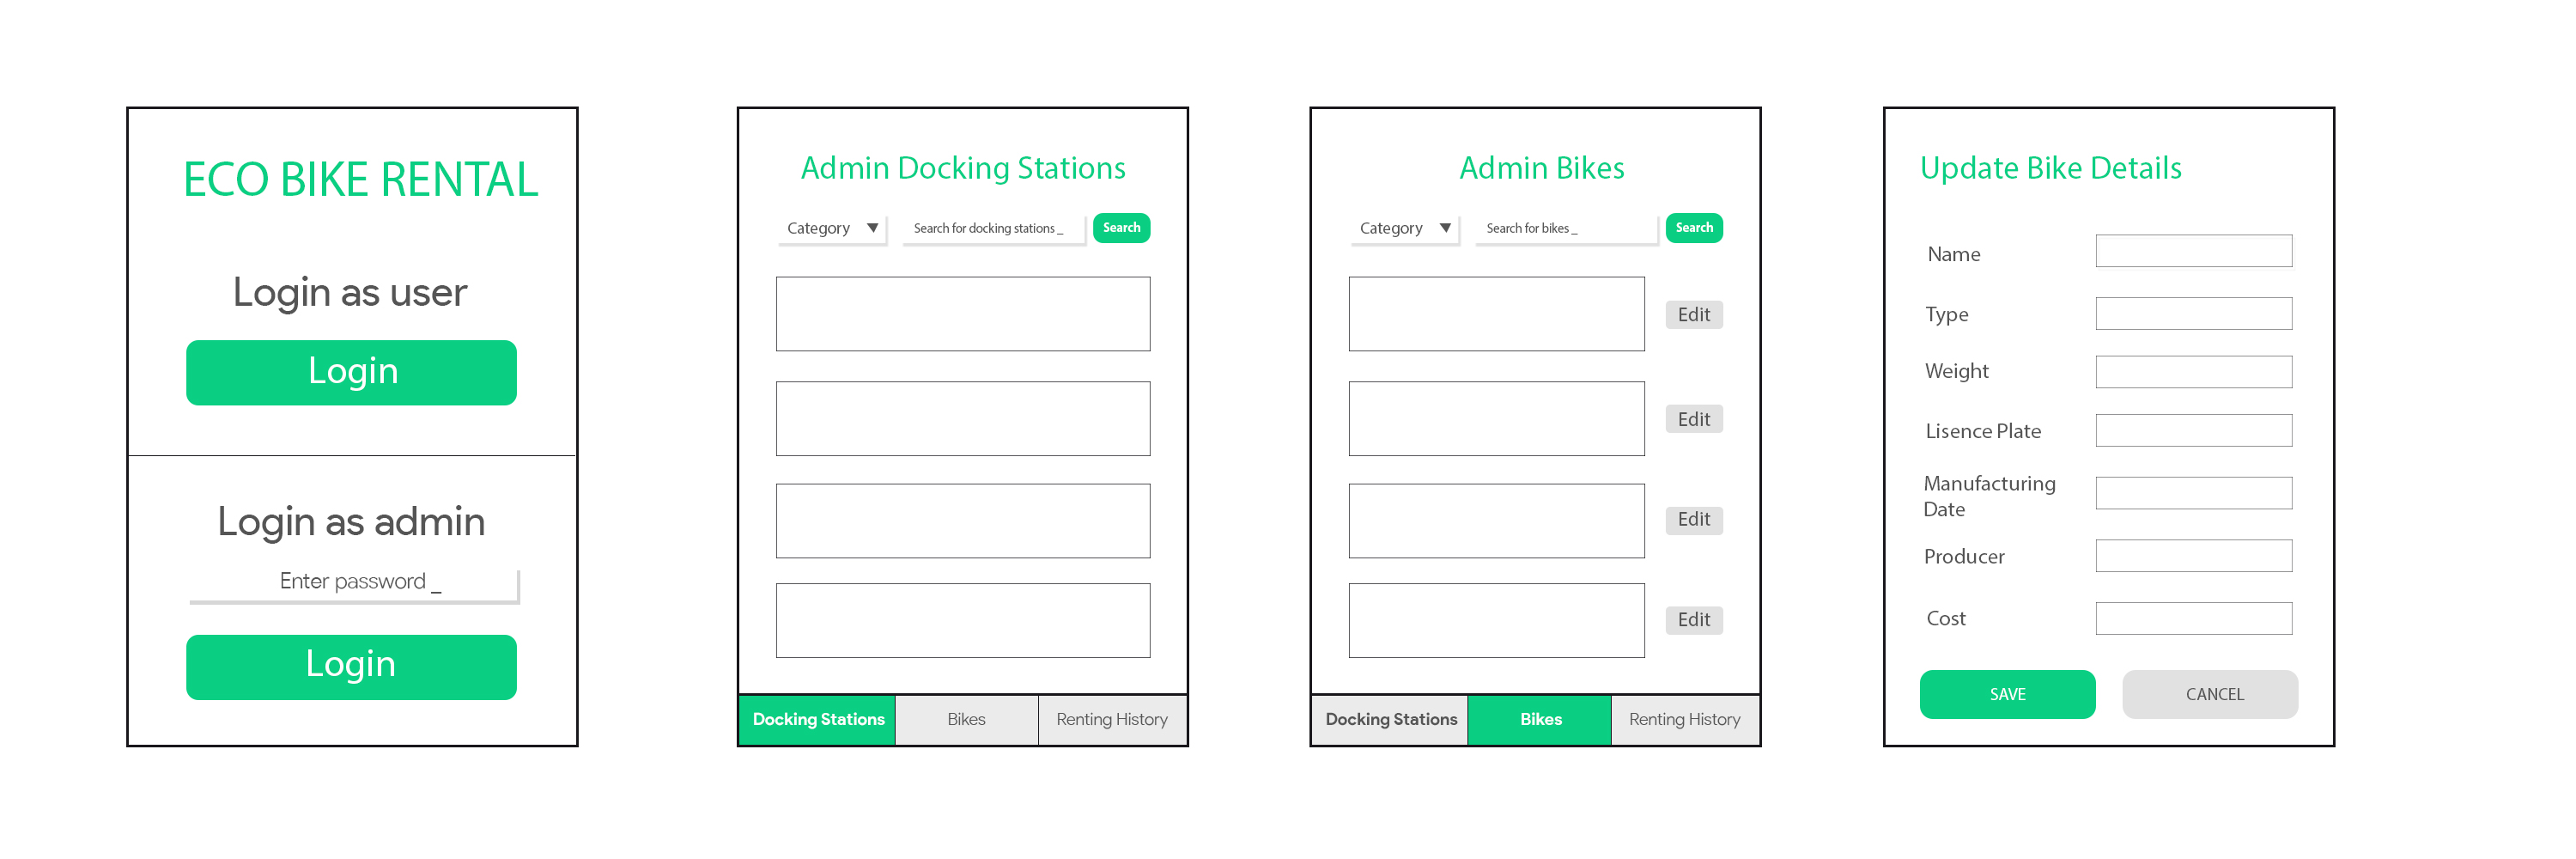 ECO BIKE RENTAL
Login as user
Login
Login as admin
Enter password _
Login
Admin Docking Stations
Category
Search for docking stations _
Search
Docking Stations
Bikes
Renting History
Admin Bikes
Category
Search for bikes _
Search
Edit
Edit
Edit
Edit
Docking Stations
Bikes
Renting History
Update Bike Details
Name
Type
Weight
Lisence Plate
Manufacturing
Date
Producer
Cost
SAVE
CANCEL